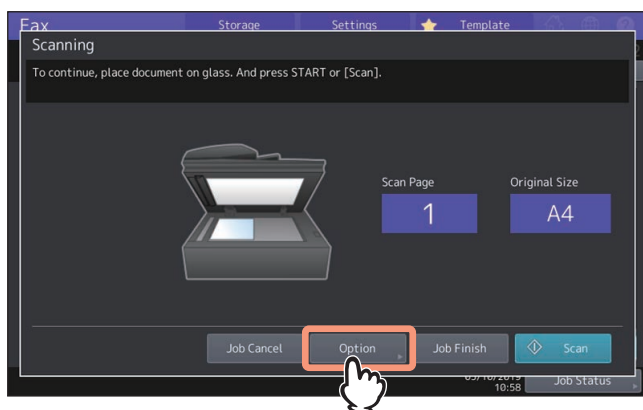 Fax
Storage
Settings
Template
Scanning
To continue, place document on glass. And press START or [Scan].
Scan Page
Original Size
1
A4
Job Cancel
Option
Job Finish
Scan
10:58
Job Status